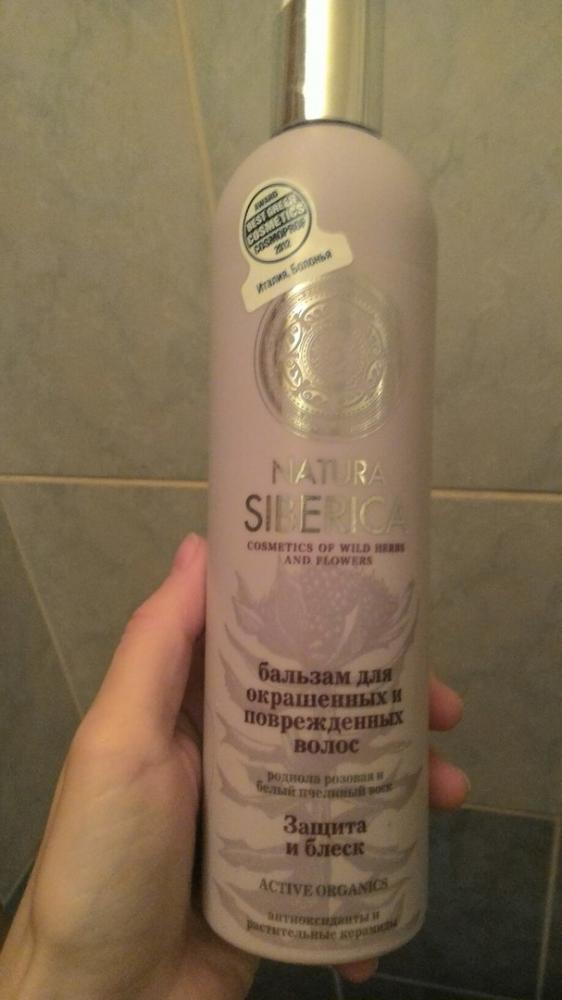 AWARD
BEST GREEN
COSMETICS
COSMOPROF
2012
Италия, Болонья
NATURA
SIBERICA
COSMETICS OF WILD HERBS
AND FLOWERS
бальзам для
окрашенных и
поврежденных
волос
родиола розовая и
белый пчелиный воск
Защита
и блеск
ACTIVE ORGANICS
антиоксиданты и
растительные керамиды